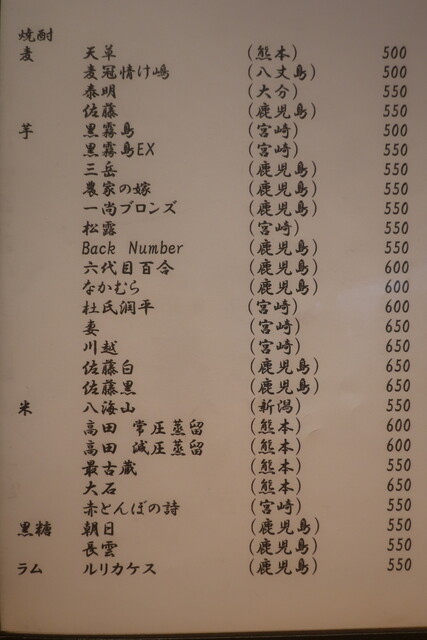 焼酎
麦 天草 (熊本) 500
麦冠情け嶋 (八丈島) 500
泰明 (大分) 550
佐藤 (鹿児島) 550
芋 黒霧島 (宮崎) 500
黒霧島EX (宮崎) 550
三岳 (鹿児島) 550
農家の嫁 (鹿児島) 550
一尚ブロンズ (鹿児島) 550
松露 (宮崎) 550
Back Number (鹿児島) 550
六代目百合 (鹿児島) 600
なかむら (鹿児島) 600
杜氏潤平 (宮崎) 600
妻 (宮崎) 650
川越 (宮崎) 650
佐藤白 (鹿児島) 650
佐藤黒 (鹿児島) 650
米 八海山 (新潟) 550
高田 常圧蒸留 (熊本) 600
高田 減圧蒸留 (熊本) 600
最古蔵 (熊本) 550
大石 (熊本) 650
赤とんぼの詩 (宮崎) 550
黒糖 朝日 (鹿児島) 550
長雲 (鹿児島) 550
ラム ルリカケス (鹿児島) 550